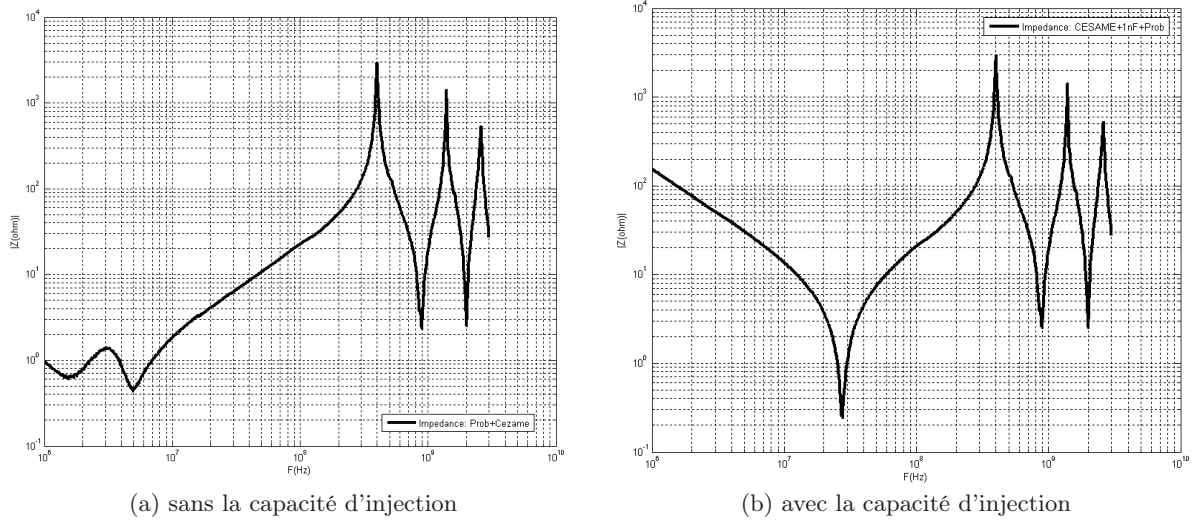 10^4
10^3
10^2
10^1
10^0
10^-1
|Z(ohm)|
10^6 10^7 10^8 10^9 10^10
F(Hz)
Impedance: Prob+Cezame
(a) sans la capacité d'injection
10^4
10^3
10^2
10^1
10^0
10^-1
|Z(ohm)|
10^6 10^7 10^8 10^9 10^10
F(Hz)
Impedance: CESAME+1nF+Prob
(b) avec la capacité d'injection